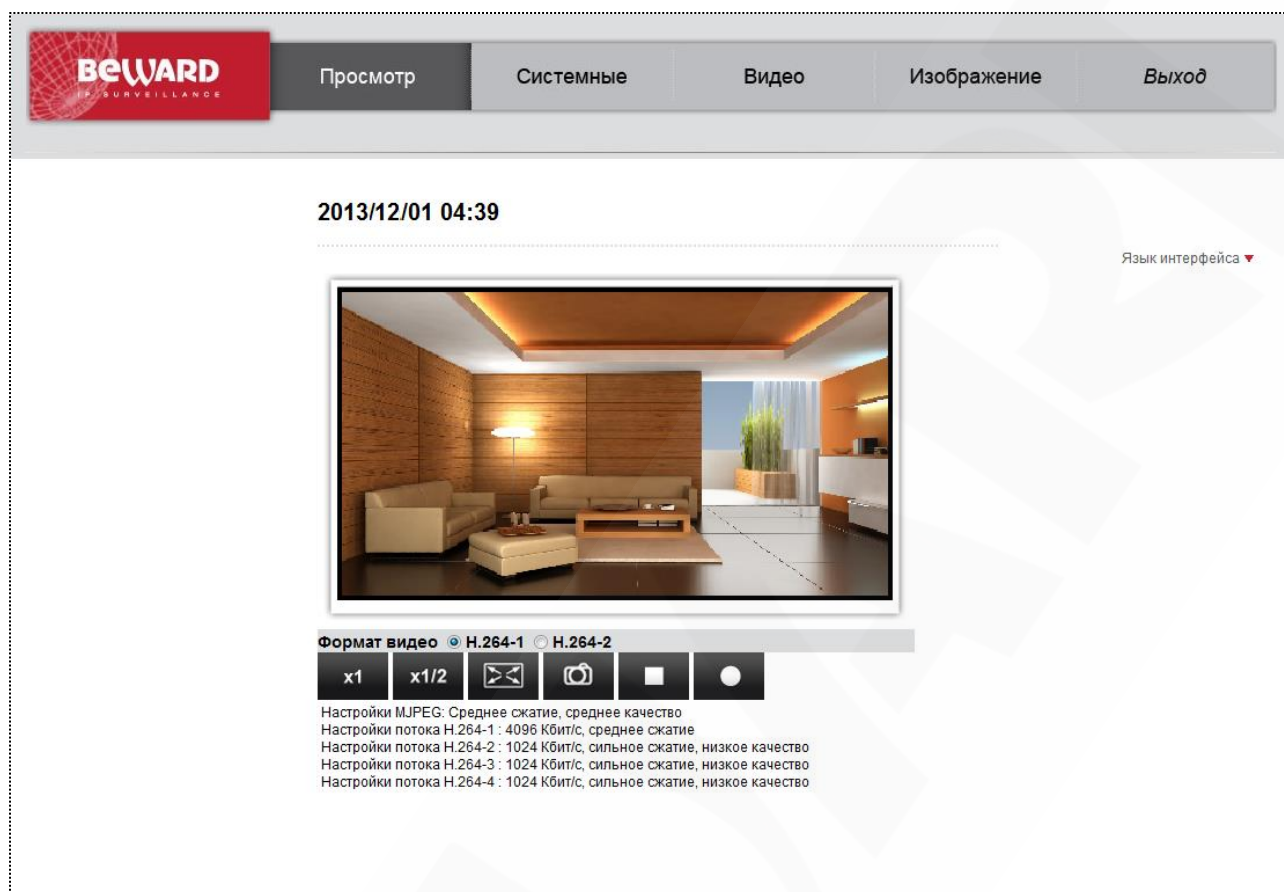 BEWARD
IP SURVEILLANCE
Просмотр
Системные
Видео
Изображение
Выход
2013/12/01 04:39
Язык интерфейса
Формат видео H.264-1 H.264-2
x1 x1/2
Настройки MJPEG: Среднее сжатие, среднее качество
Настройки потока H.264-1 : 4096 Кбит/с, среднее сжатие
Настройки потока H.264-2 : 1024 Кбит/с, сильное сжатие, низкое качество
Настройки потока H.264-3 : 1024 Кбит/с, сильное сжатие, низкое качество
Настройки потока H.264-4 : 1024 Кбит/с, сильное сжатие, низкое качество